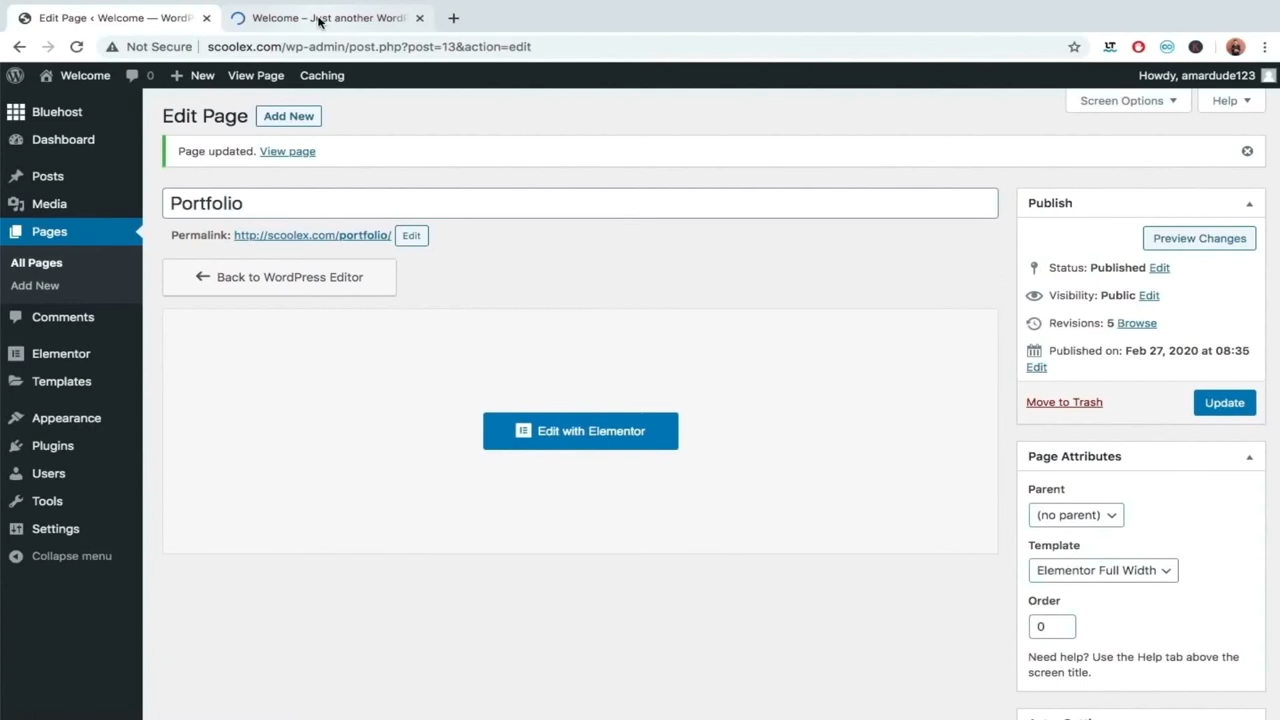 Edit Page ‹ Welcome — WordP
Welcome – Just another WordP
Not Secure
scoolex.com/wp-admin/post.php?post=13&action=edit
Welcome
0
New
View Page
Caching
Howdy, amardude123
Bluehost
Dashboard
Posts
Media
Pages
All Pages
Add New
Comments
Elementor
Templates
Appearance
Plugins
Users
Tools
Settings
Collapse menu
Screen Options
Help
Edit Page
Add New
Page updated. View page
Portfolio
Permalink: http://scoolex.com/portfolio/ Edit
Back to WordPress Editor
Edit with Elementor
Publish
Preview Changes
Status: Published Edit
Visibility: Public Edit
Revisions: 5 Browse
Published on: Feb 27, 2020 at 08:35
Edit
Move to Trash
Update
Page Attributes
Parent
(no parent)
Template
Elementor Full Width
Order
0
Need help? Use the Help tab above the
screen title.